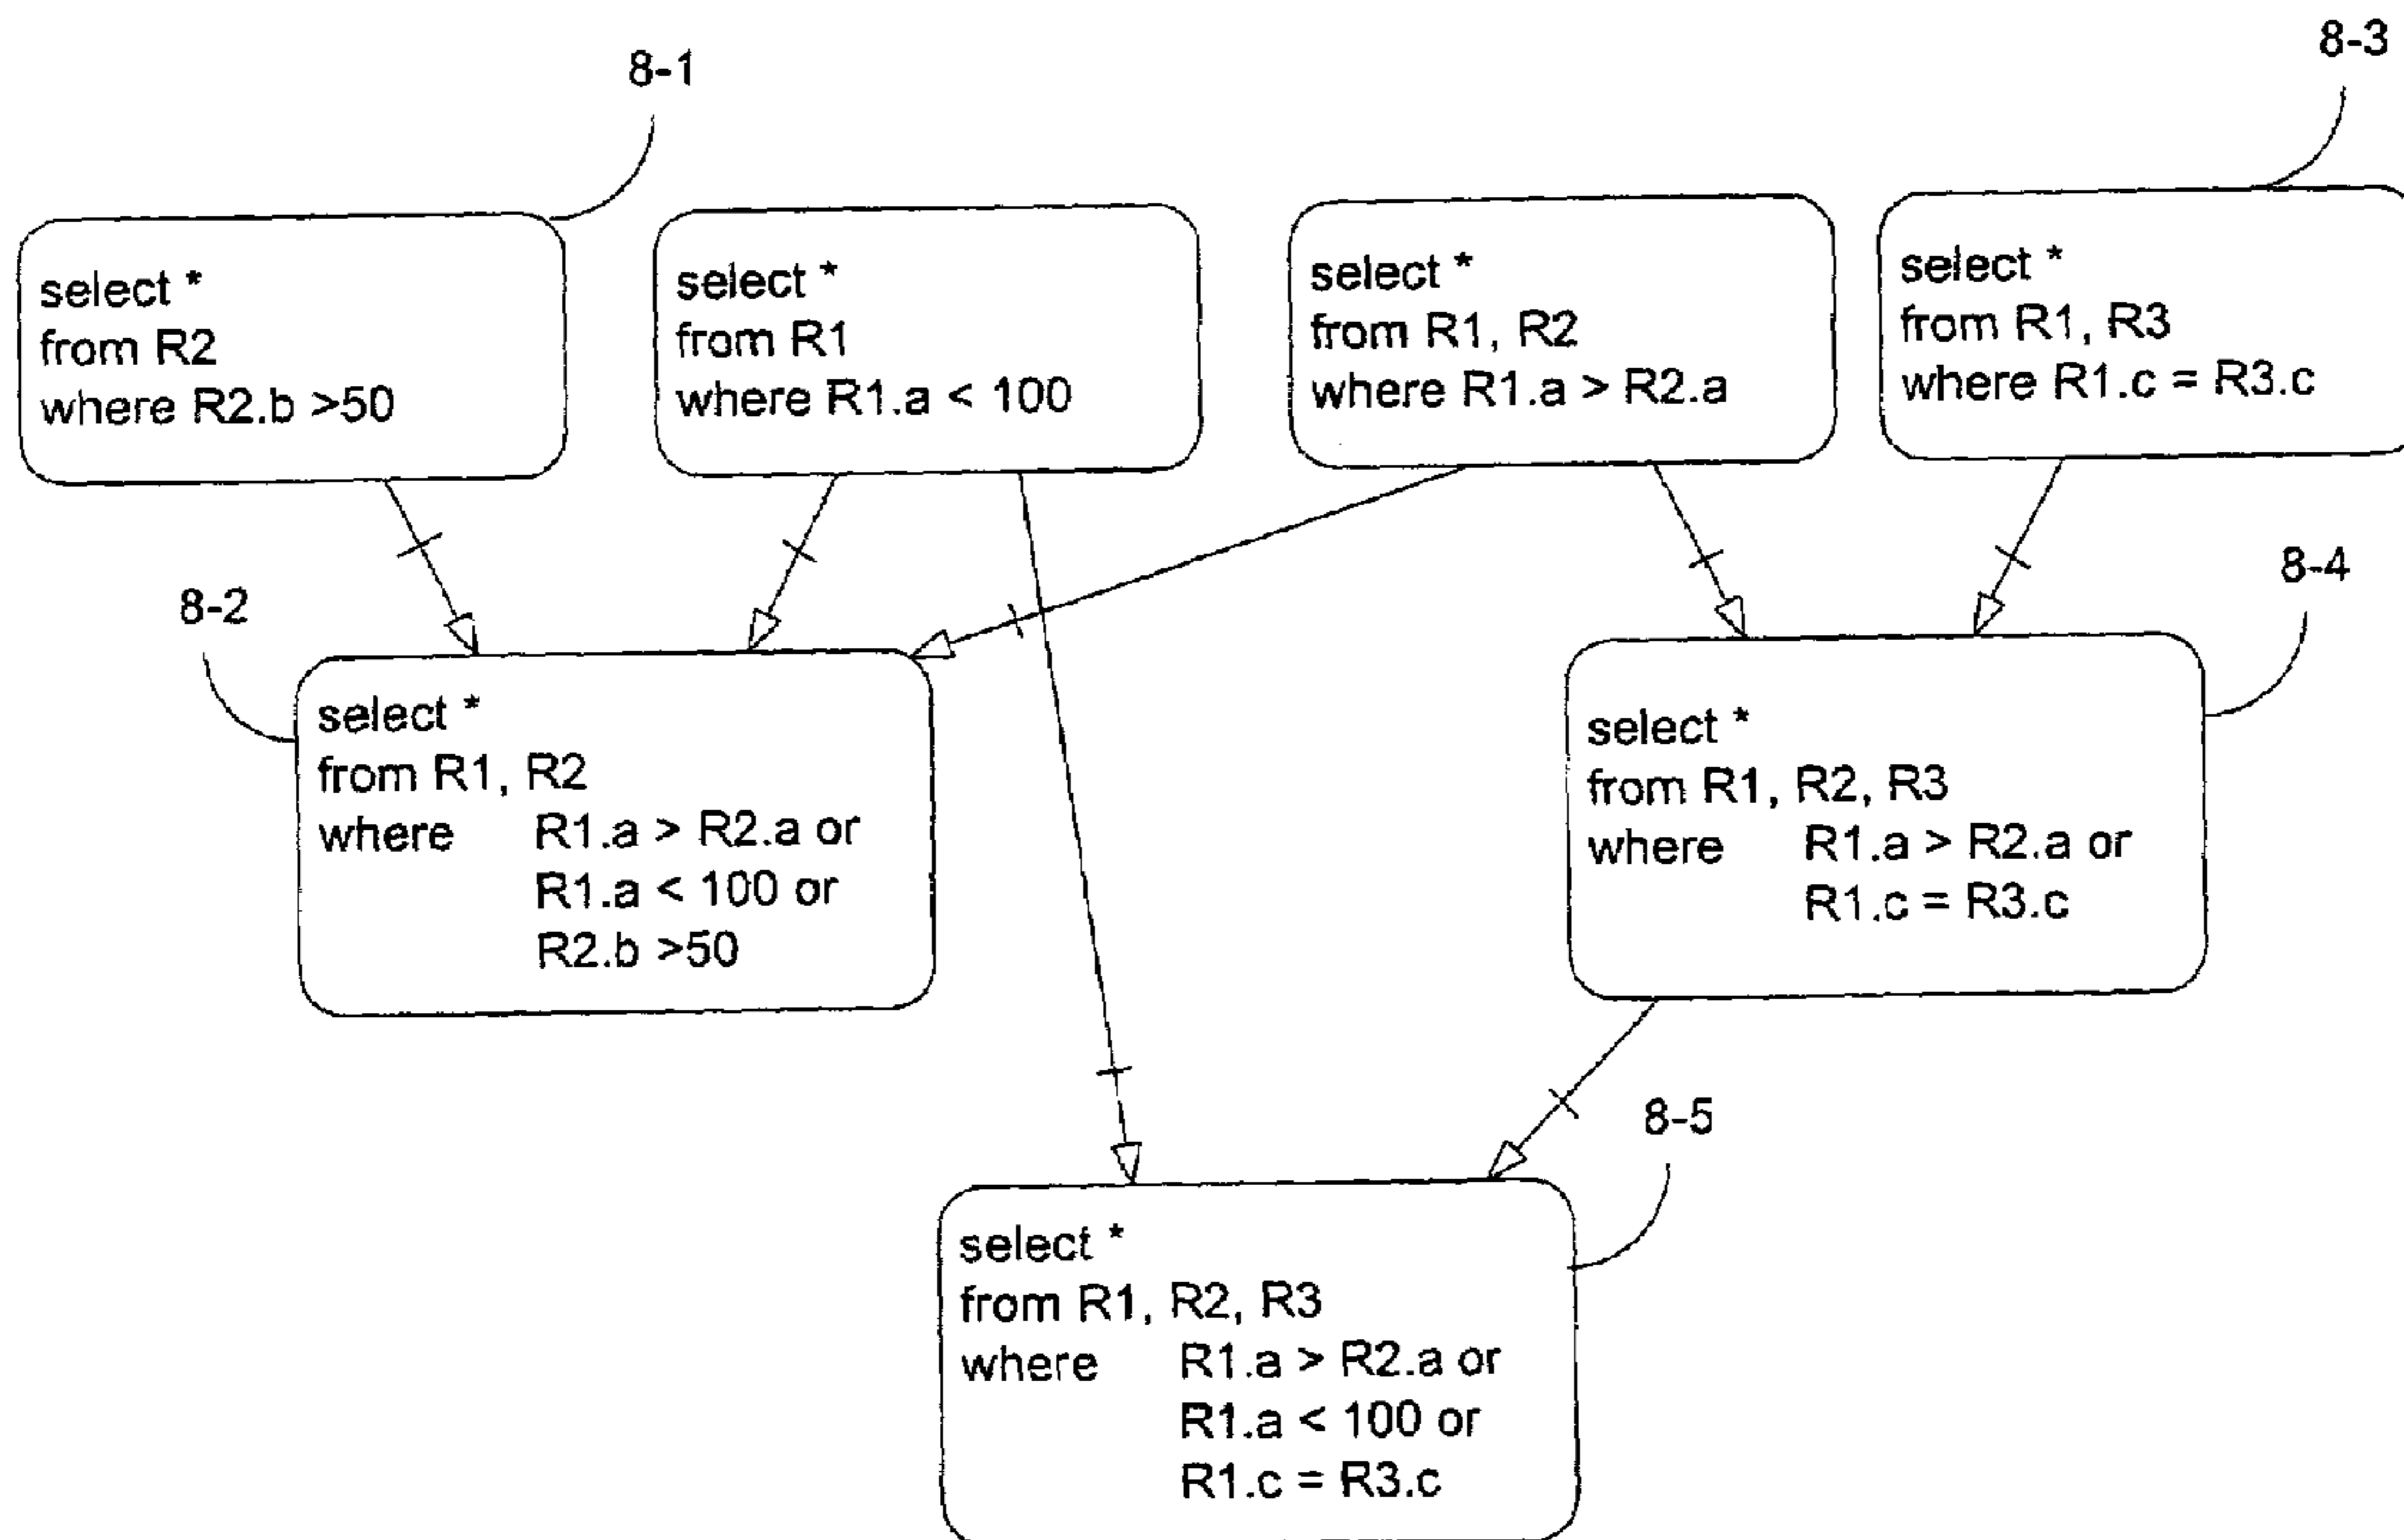 8-1
8-3
select *
from R2
where R2.b >50
select *
from R1
where R1.a < 100
select *
from R1, R2
where R1.a > R2.a
select *
from R1, R3
where R1.c = R3.c
8-2
8-4
select *
from R1, R2
where R1.a > R2.a or
R1.a < 100 or
R2.b >50
select *
from R1, R2, R3
where R1.a > R2.a or
R1.c = R3.c
8-5
select *
from R1, R2, R3
where R1.a > R2.a or
R1.a < 100 or
R1.c = R3.c